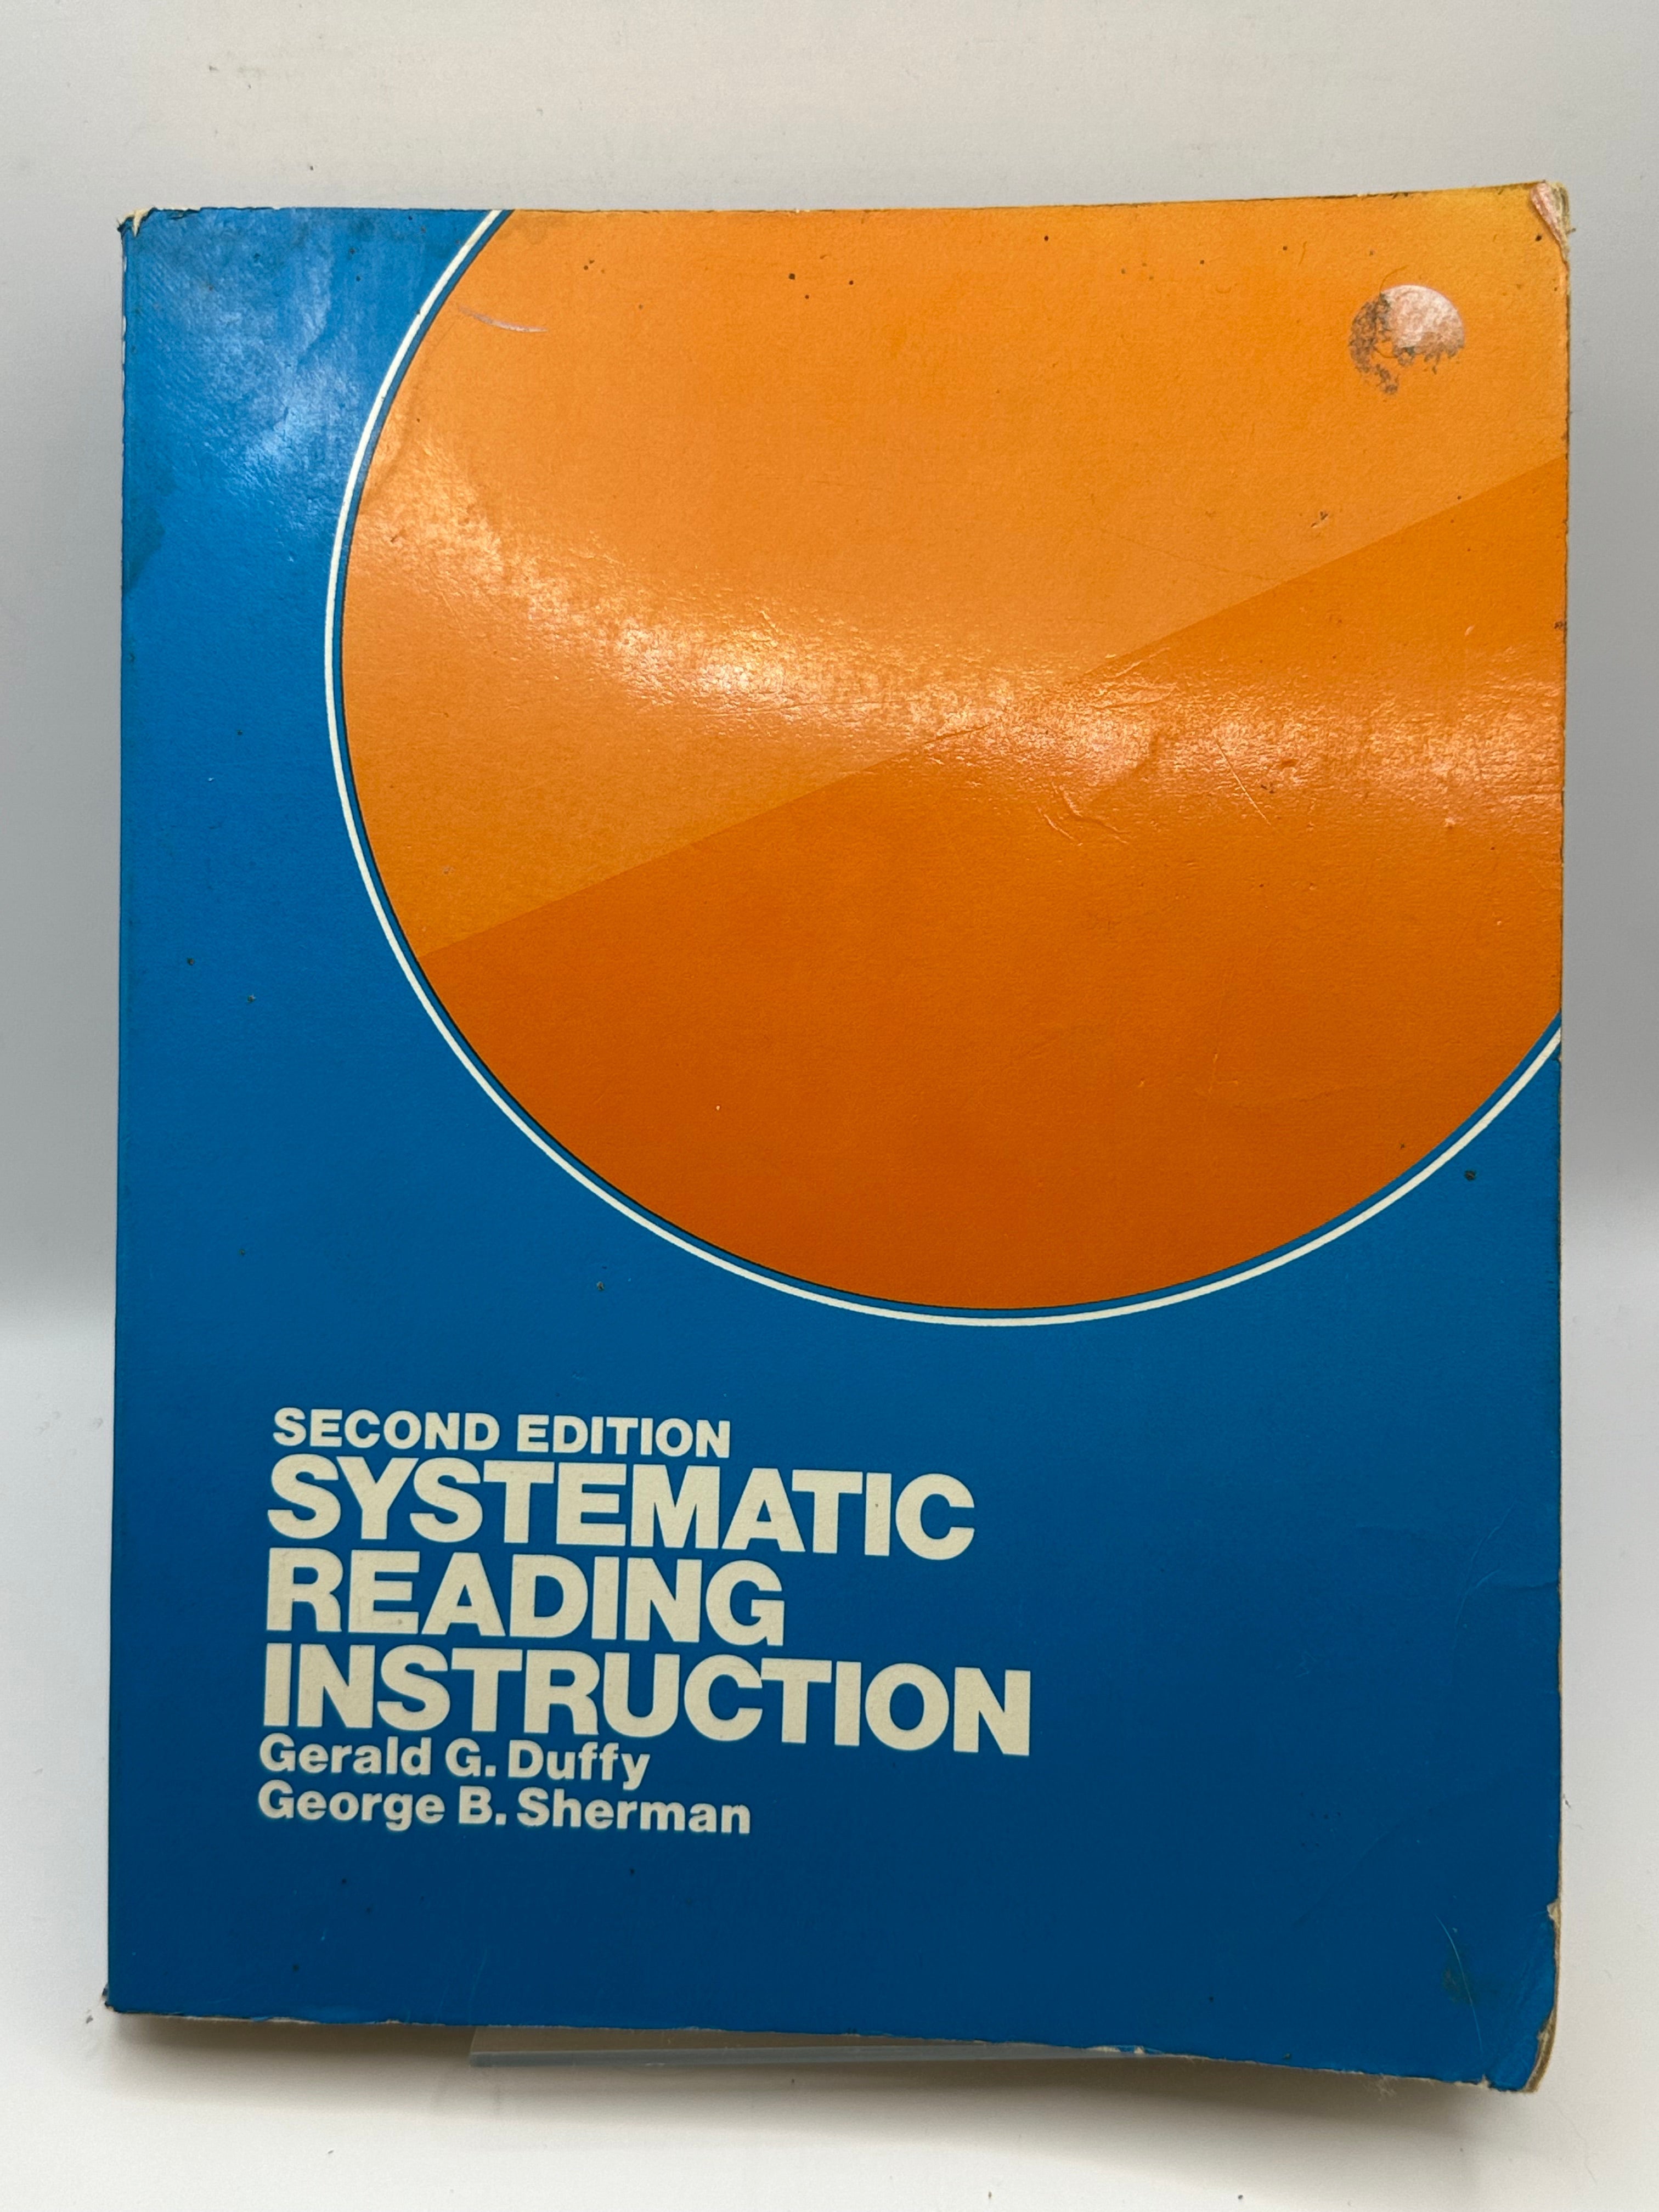 SECOND EDITION
SYSTEMATIC
READING
INSTRUCTION
Gerald G. Duffy
George B. Sherman